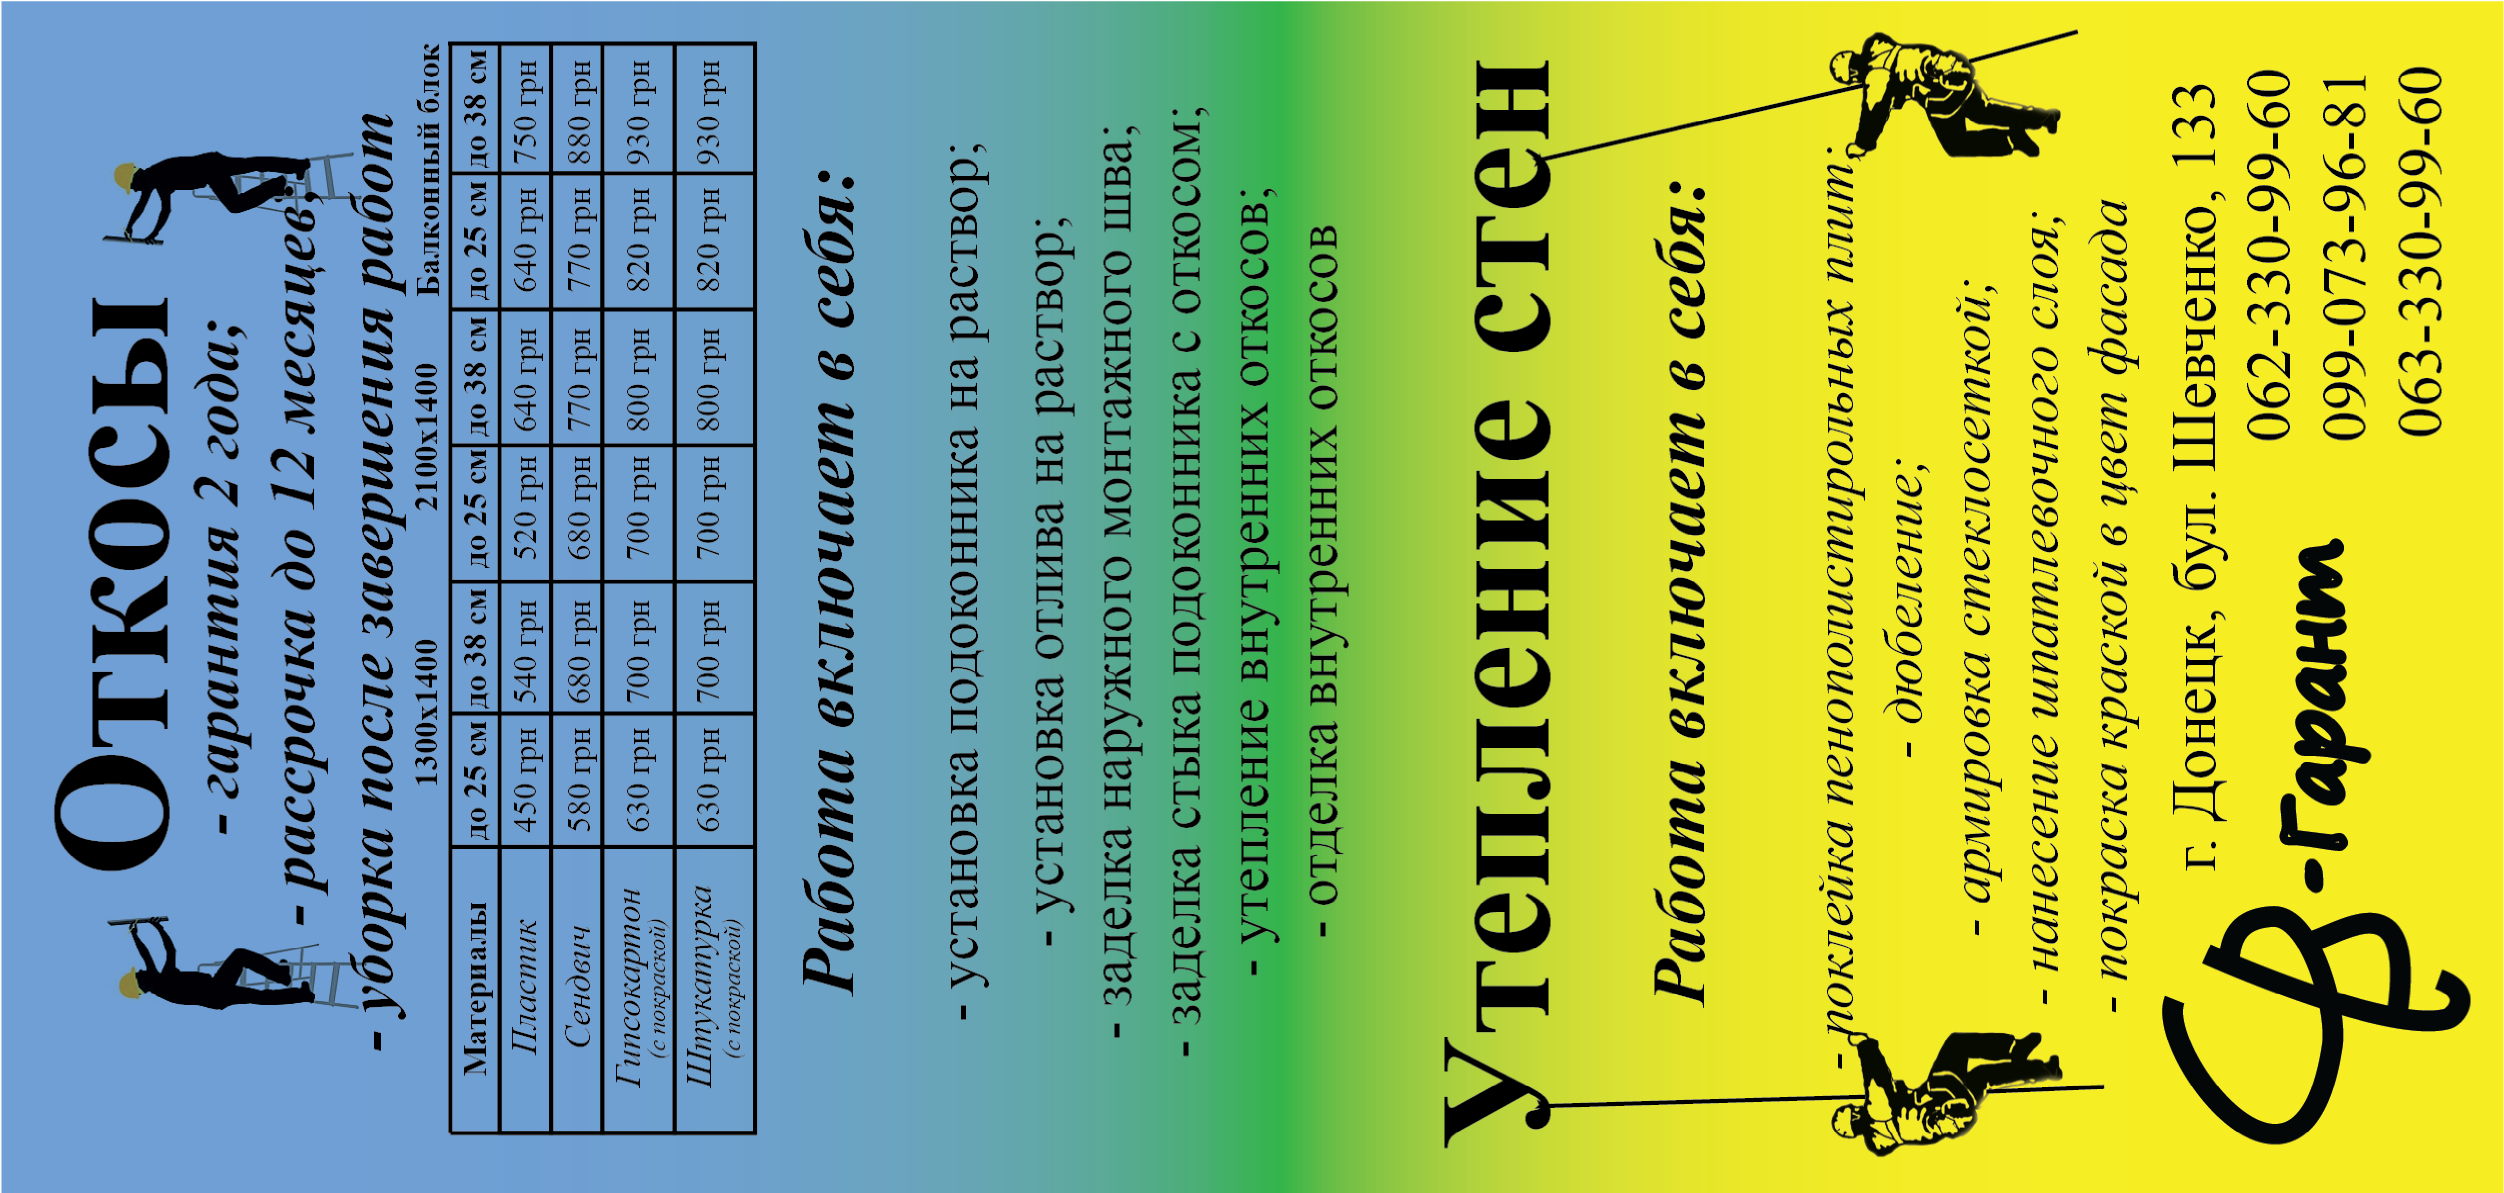 Откосы
- гарантия 2 года;
- рассрочка до 12 месяцев;
- уборка после завершения работ
1300х1400 2100х1400 Балконный блок
Материалы до 25 см до 38 см до 25 см до 38 см до 25 см до 38 см
Пластик 450 грн 540 грн 520 грн 640 грн 640 грн 750 грн
Сендвич 580 грн 680 грн 680 грн 770 грн 770 грн 880 грн
Гипсокартон (с покраской) 630 грн 700 грн 700 грн 800 грн 820 грн 930 грн
Штукатурка (с покраской) 630 грн 700 грн 700 грн 800 грн 820 грн 930 грн
Работа включает в себя:
- установка подоконника на раствор;
- установка отлива на раствор;
- заделка наружного монтажного шва;
- заделка стыка подоконника с откосом;
- утепление внутренних откосов;
- отделка внутренних откосов
Утепление стен
Работа включает в себя:
- поклейка пенополистирольных плит;
- дюбеление;
- армировка стеклосеткой;
- нанесение шпатлевочного слоя;
- покраска краской в цвет фасада
г. Донецк, бул. Шевченко, 133
062-330-99-60
СВ-Гарант 099-073-96-81
063-330-99-60